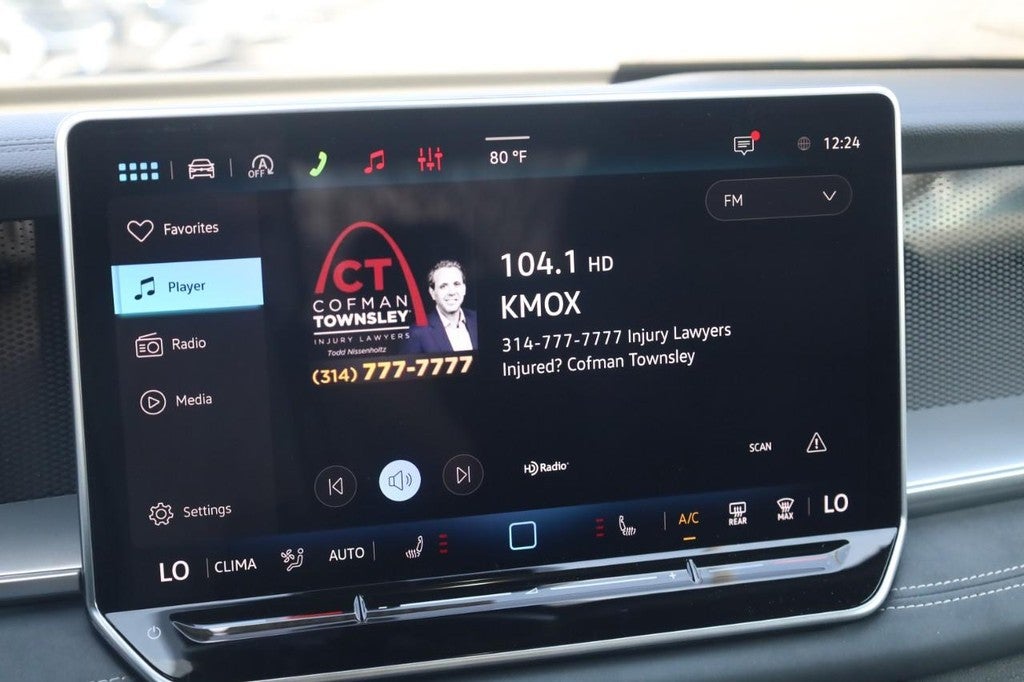 A
OFF
80 °F
12:24
Favorites
FM
Player
Radio
Media
Settings
CT
COFMAN
TOWNSLEY
INJURY LAWYERS
Todd Nissenholtz
(314) 777-7777
104.1 HD
KMOX
314-777-7777 Injury Lawyers
Injured? Cofman Townsley
HD Radio
SCAN
LO
CLIMA
AUTO
A/C
REAR
MAX
LO